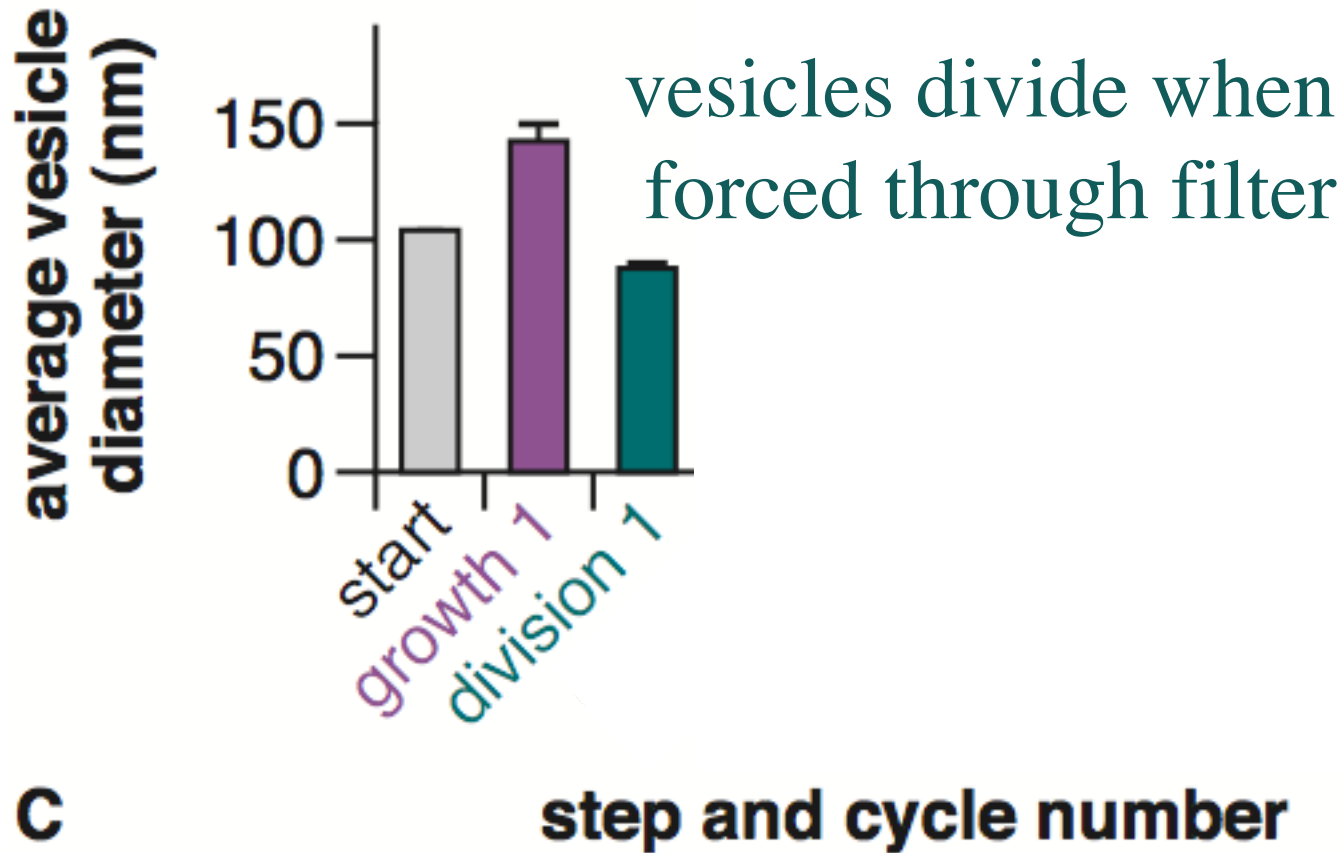 average vesicle
diameter (nm)
150
100
50
0
vesicles divide when
forced through filter
start
growth 1
division 1
C
step and cycle number